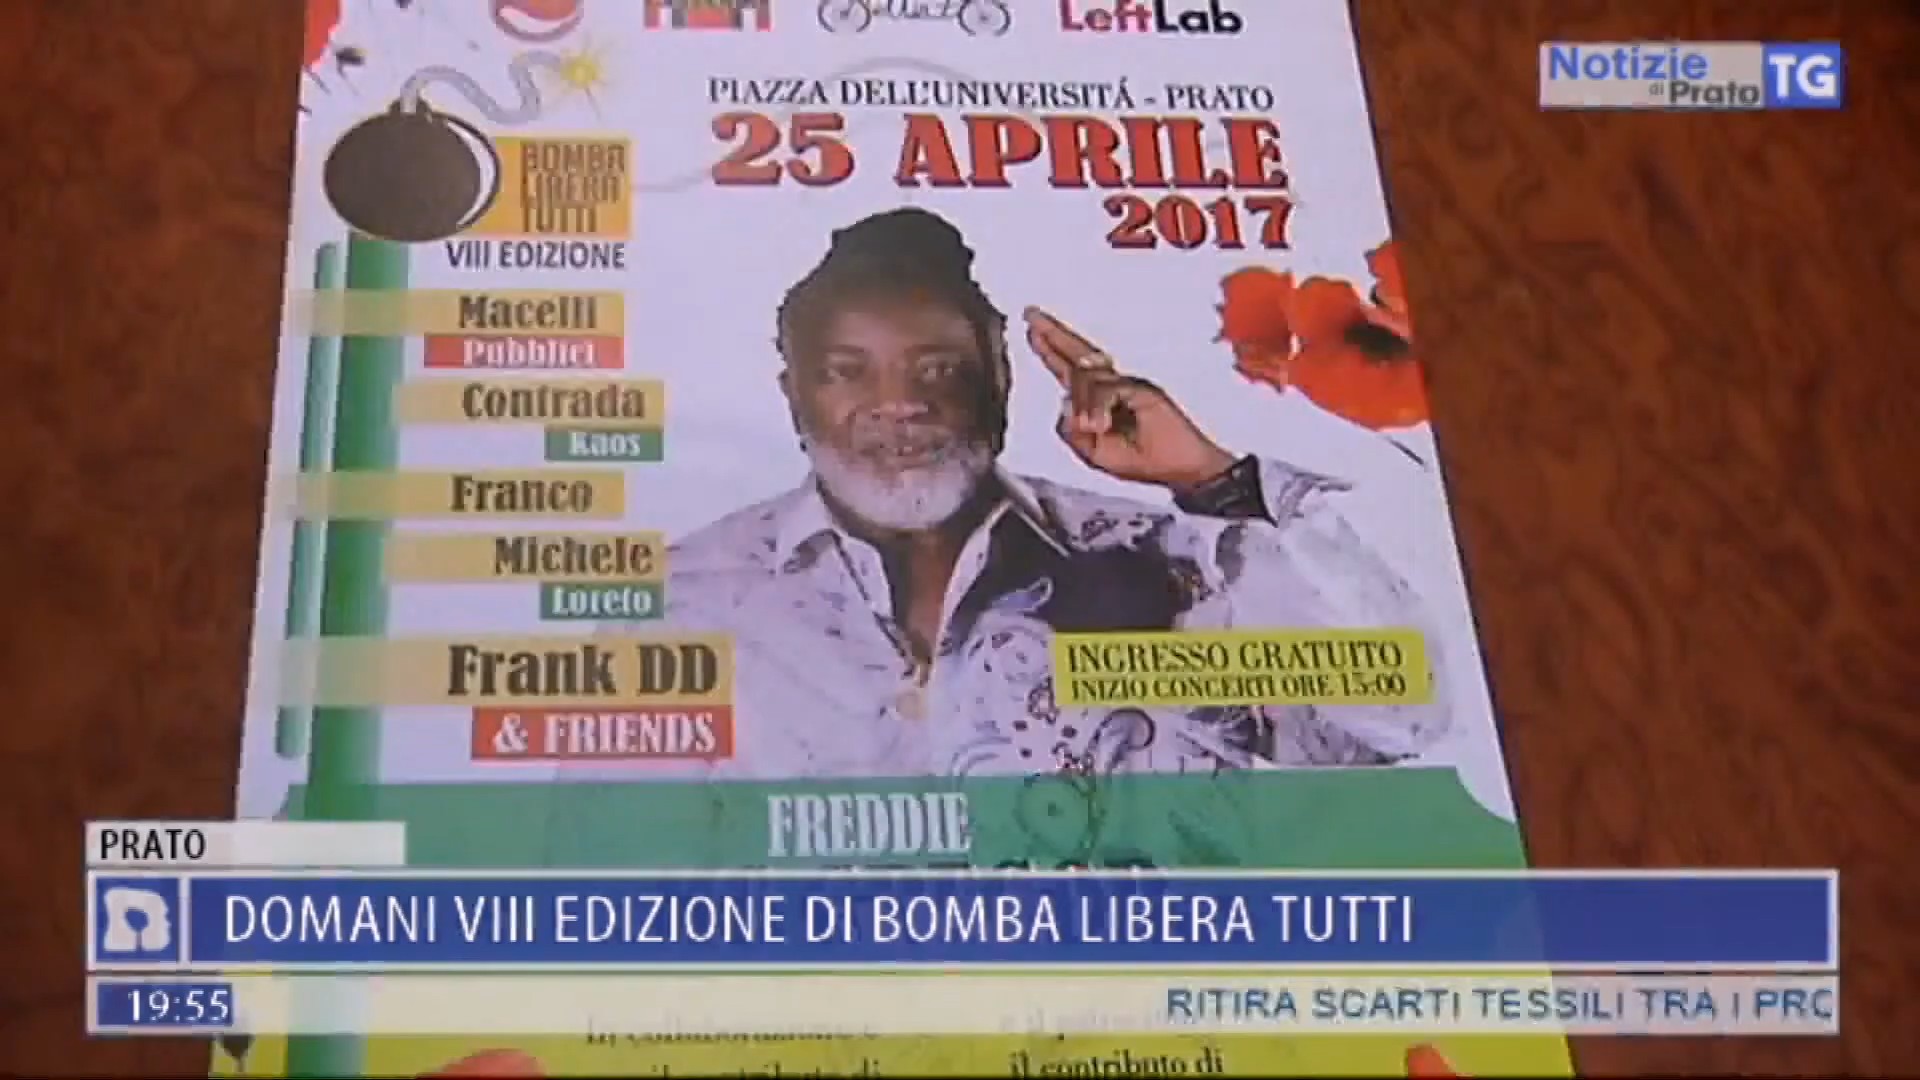 LeftLab
Notizie
di Prato TG
PIAZZA DELL'UNIVERSITÁ - PRATO
25 APRILE
2017
BOMBA
LIBERA
TUTTI
VIII EDIZIONE
Macelli
Pubblici
Contrada
Kaos
Franco
Michele
Loreto
Frank DD
& FRIENDS
INGRESSO GRATUITO
INIZIO CONCERTI ORE 15:00
FREDDIE
PRATO
DOMANI VIII EDIZIONE DI BOMBA LIBERA TUTTI
19:55
RITIRA SCARTI TESSILI TRA I PRO
il contributo di